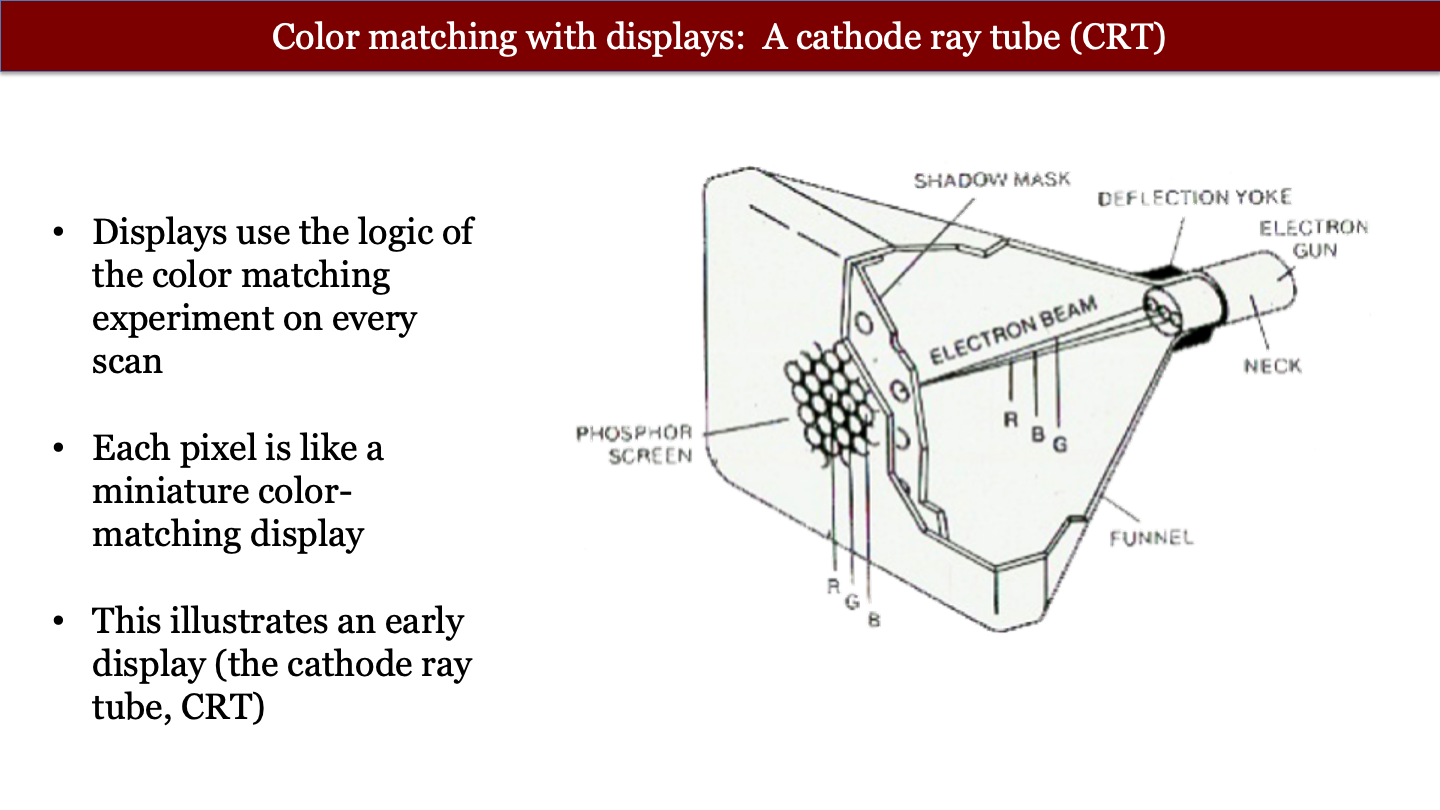 Color matching with displays:  A cathode ray tube (CRT)
• Displays use the logic of
the color matching
experiment on every
scan
• Each pixel is like a
miniature color-
matching display
• This illustrates an early
display (the cathode ray
tube, CRT)
SHADOW MASK
DEFLECTION YOKE
ELECTRON
GUN
ELECTRON BEAM
NECK
R
B
G
PHOSPHOR
SCREEN
FUNNEL
R
G
B